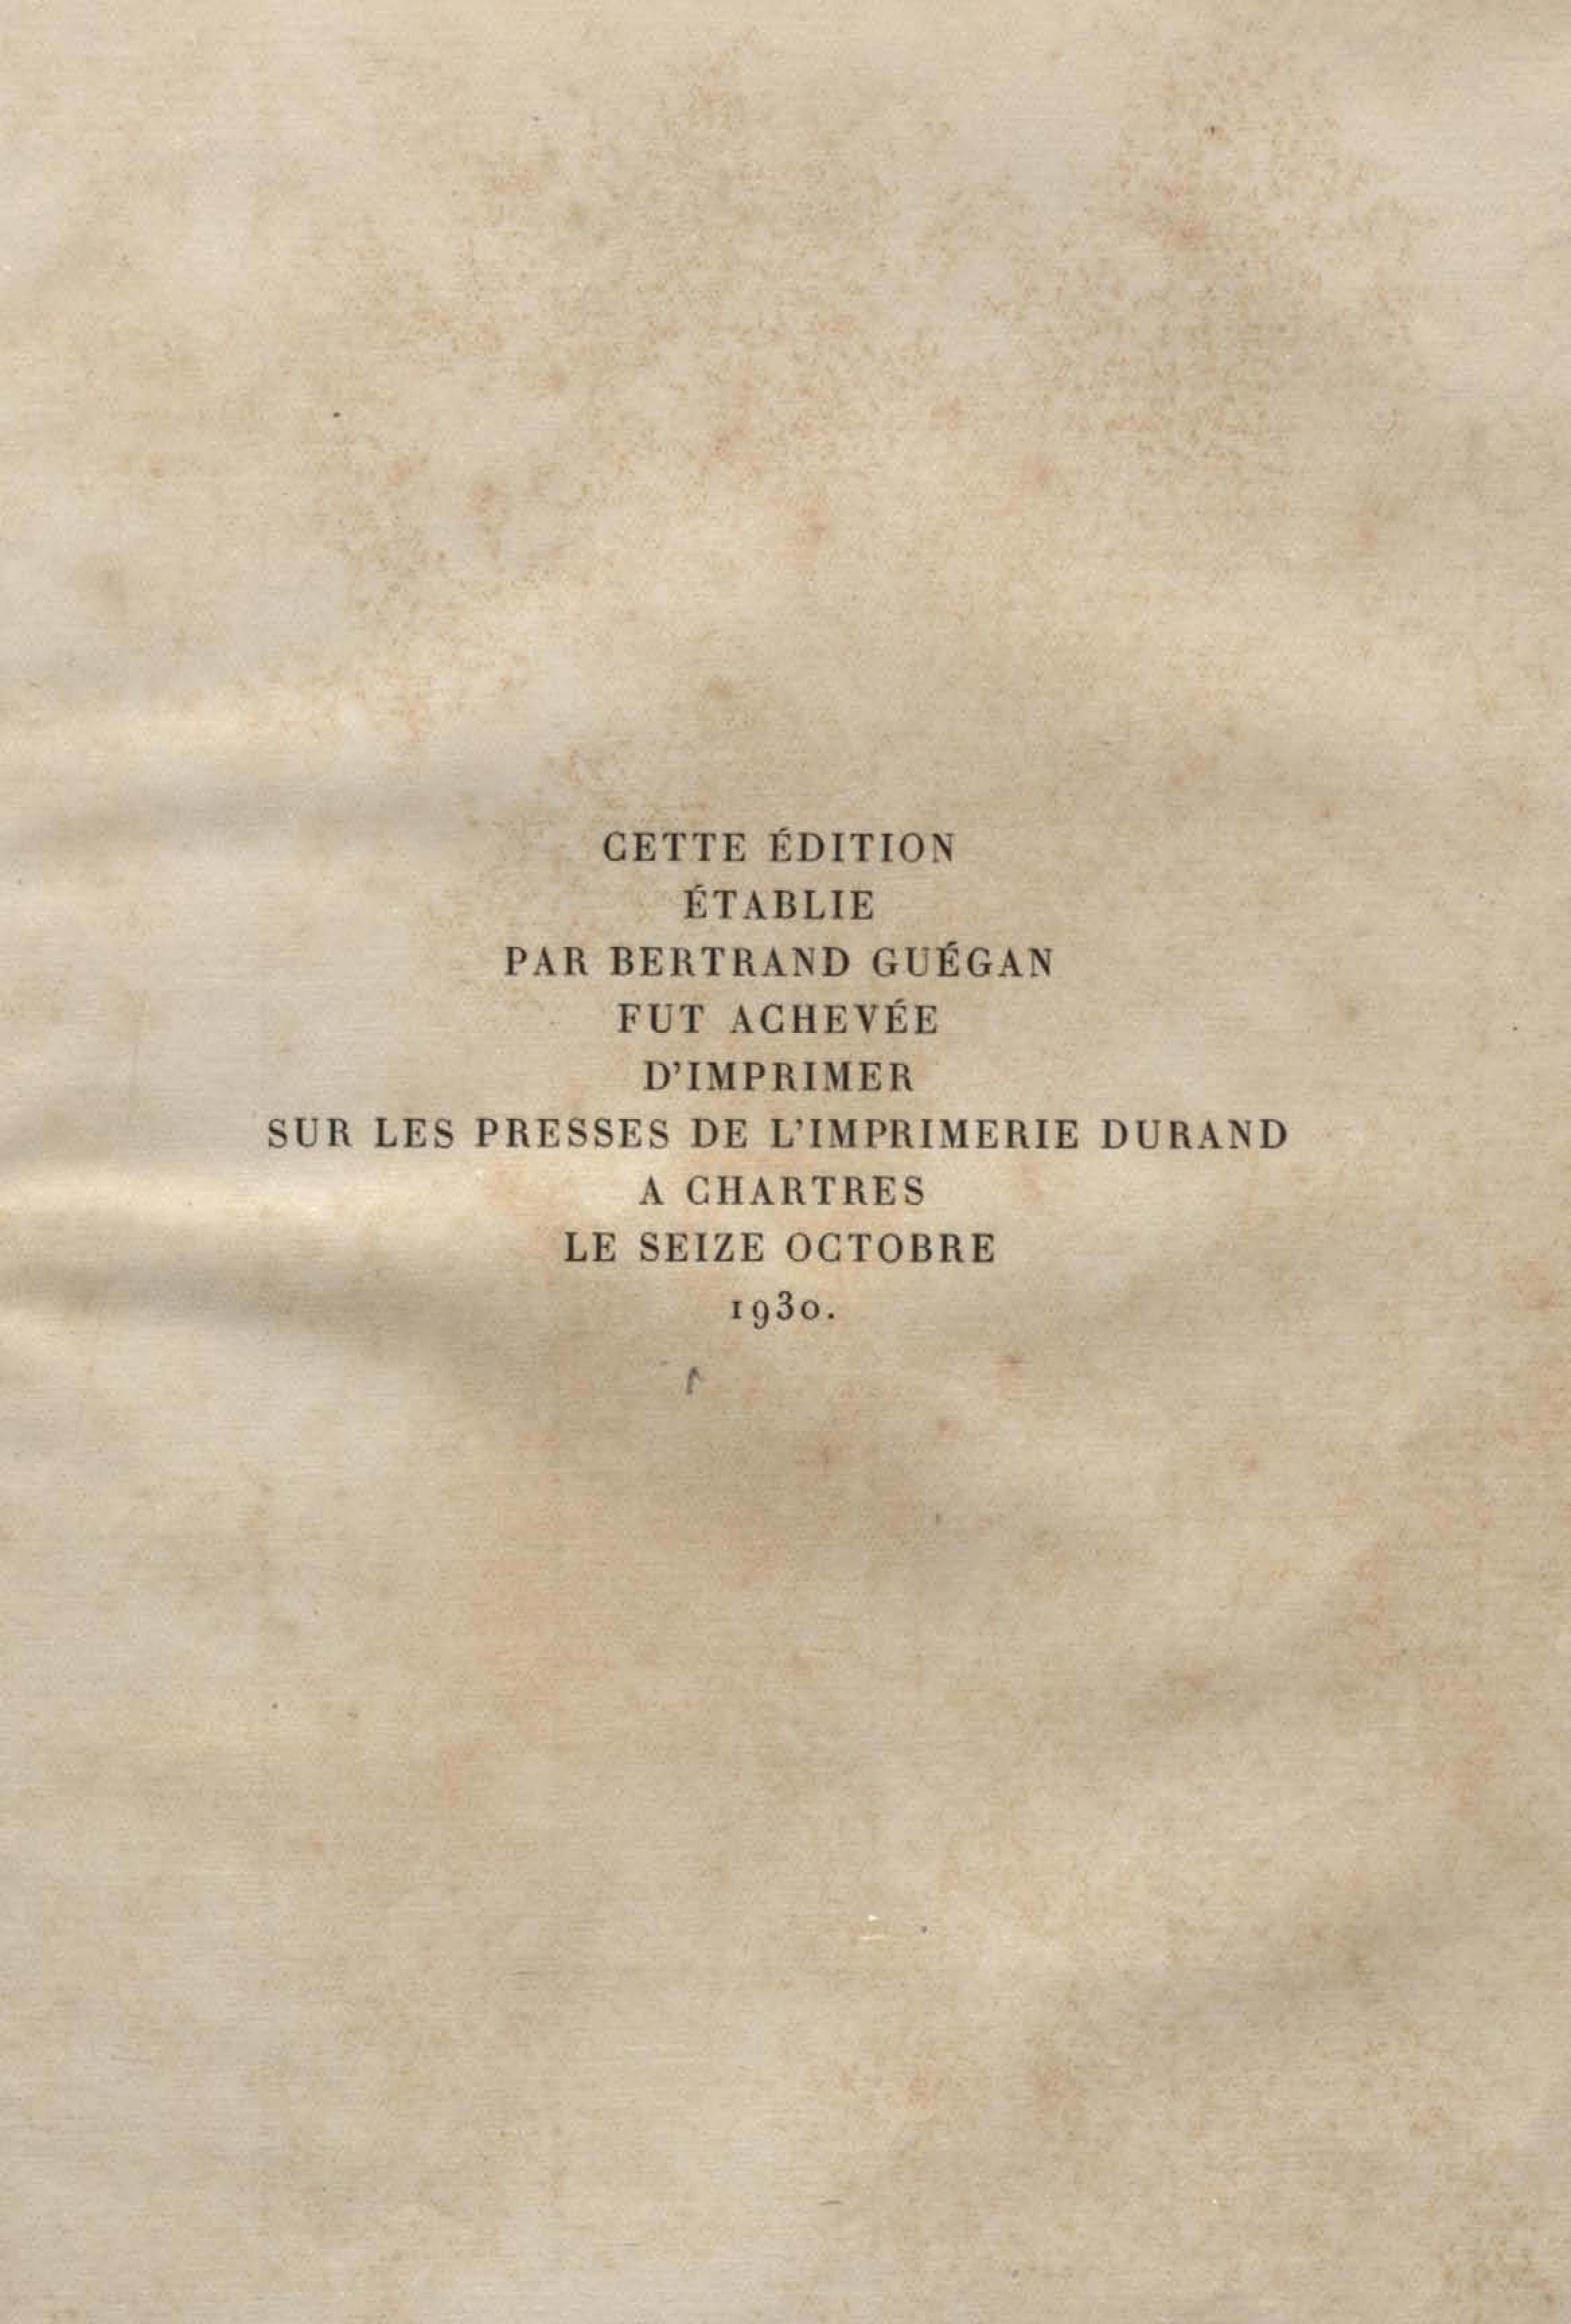 CETTE ÉDITION
ÉTABLIE
PAR BERTRAND GUÉGAN
FUT ACHEVÉE
D'IMPRIMER
SUR LES PRESSES DE L'IMPRIMERIE DURAND
A CHARTRES
LE SEIZE OCTOBRE
1930.